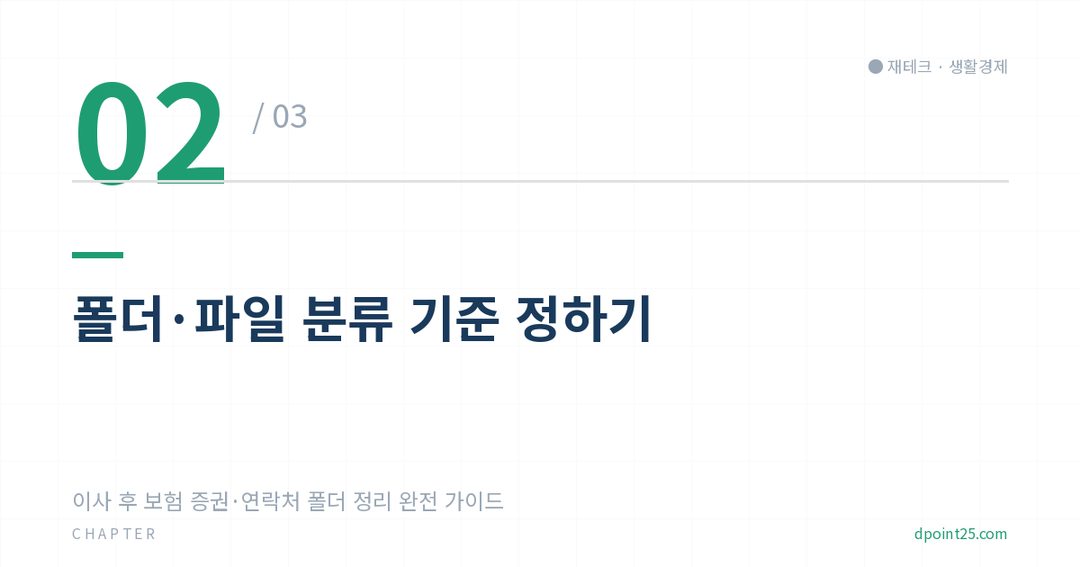 재테크 · 생활경제
02 / 03
폴더·파일 분류 기준 정하기
이사 후 보험 증권·연락처 폴더 정리 완전 가이드
CHAPTER
dpoint25.com